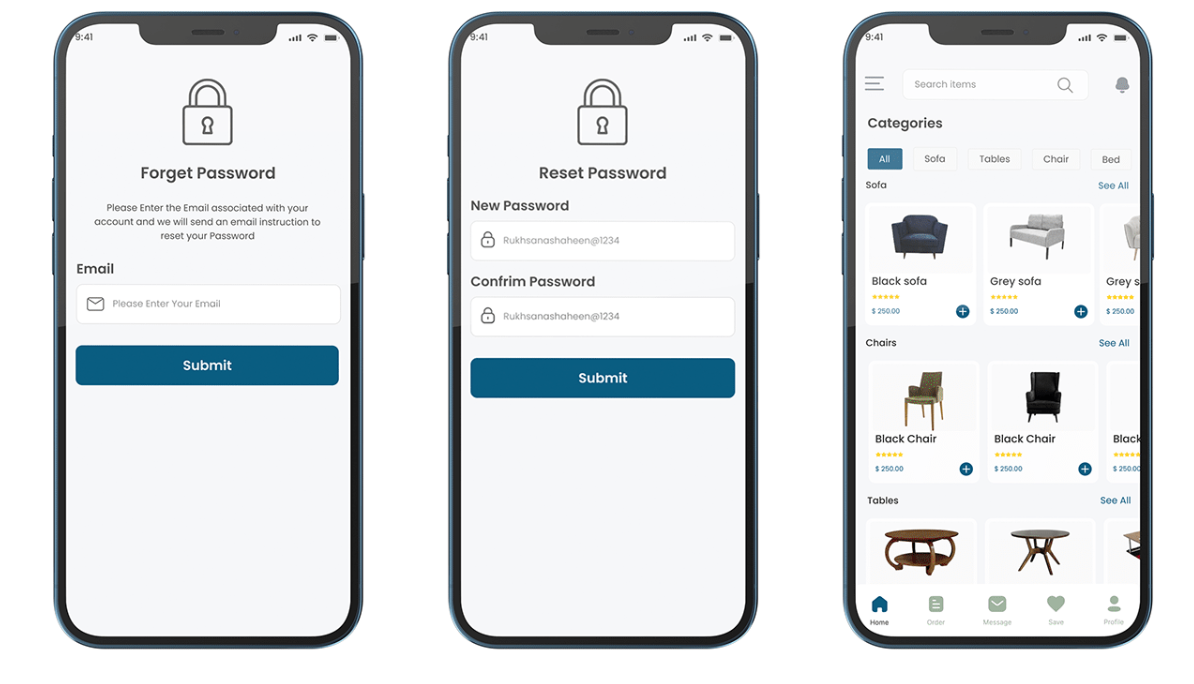 9:41
Forget Password
Please Enter the Email associated with your
account and we will send an email instruction to
reset your Password
Email
Please Enter Your Email
Submit
9:41
Reset Password
New Password
Rukhsanashaheen@1234
Confrim Password
Rukhsanashaheen@1234
Submit
9:41
Search items
Categories
All Sofa Tables Chair Bed
Sofa See All
Black sofa Grey sofa Grey s
$ 250.00 $ 250.00 $ 250.00
Chairs See All
Black Chair Black Chair Black
$ 250.00 $ 250.00 $ 250.00
Tables See All
Home Order Message Save Profile